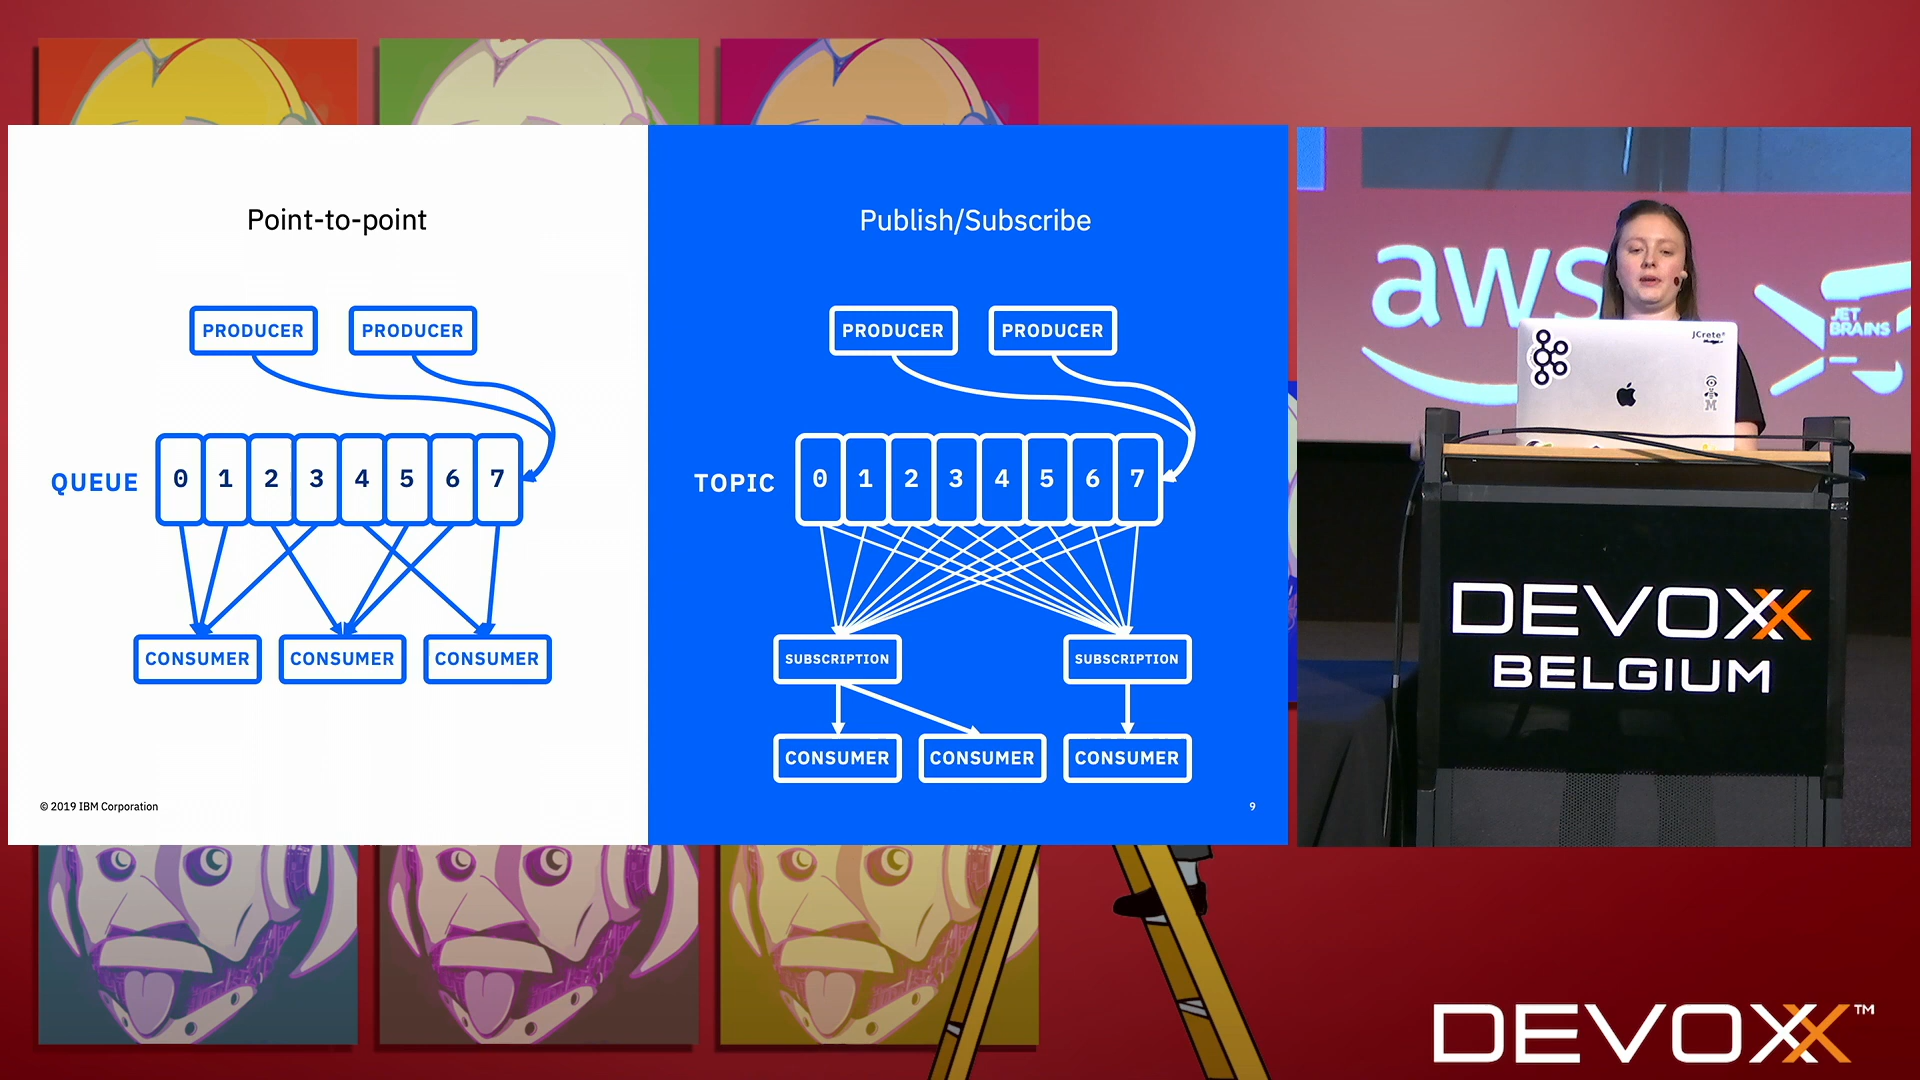 Point-to-point
PRODUCER PRODUCER
QUEUE 0 1 2 3 4 5 6 7
CONSUMER CONSUMER CONSUMER
© 2019 IBM Corporation
Publish/Subscribe
PRODUCER PRODUCER
TOPIC 0 1 2 3 4 5 6 7
SUBSCRIPTION SUBSCRIPTION
CONSUMER CONSUMER CONSUMER
9
aws
JET
BRAINS
JCrete
M
DEVOXX
BELGIUM
DEVOXX™